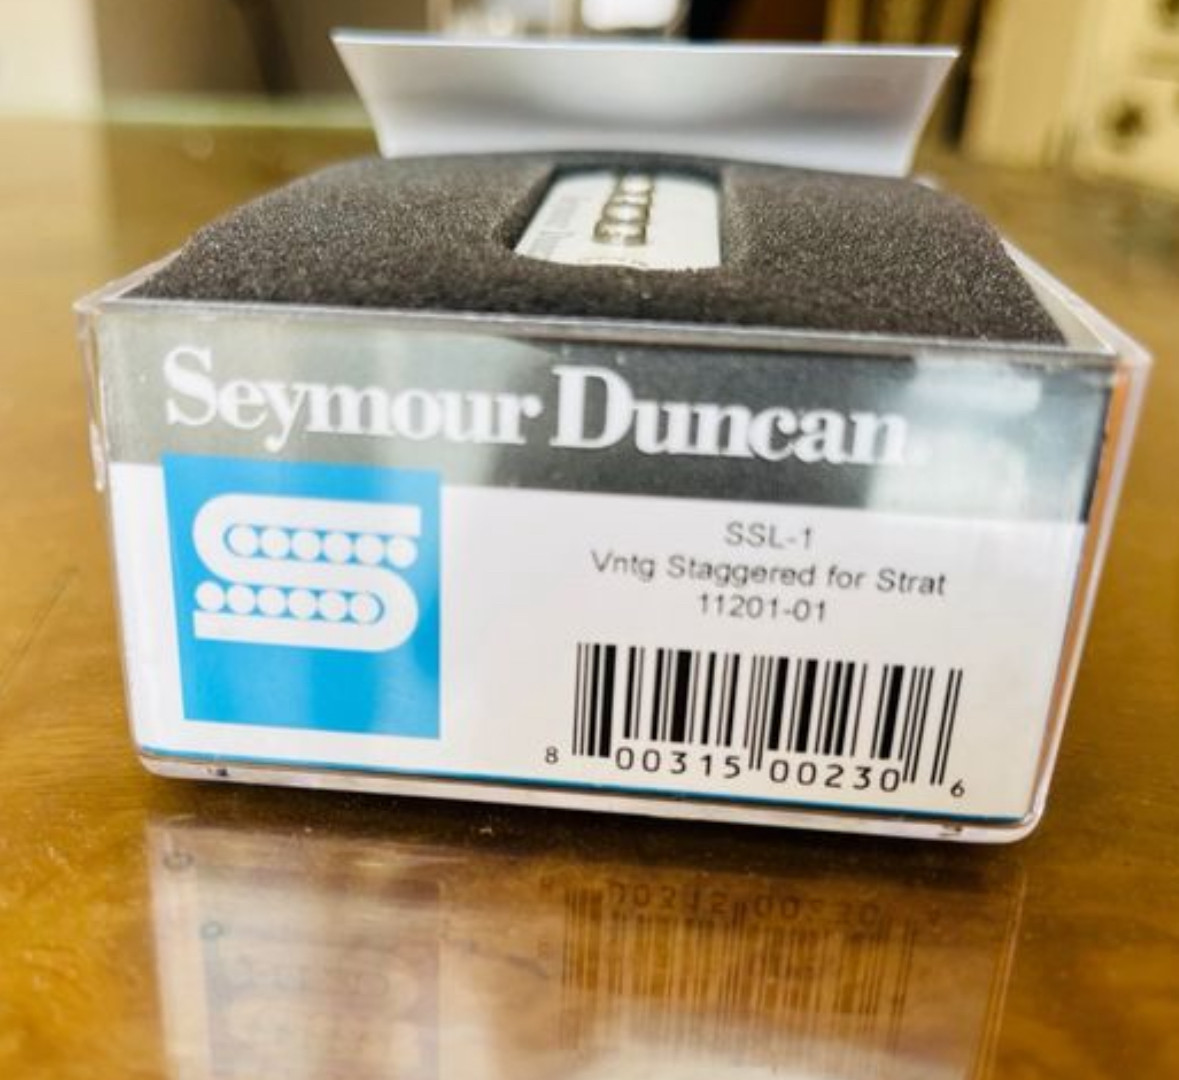 Seymour Duncan.
SSL-1
Vntg Staggered for Strat
11201-01
8 00315 00230 6